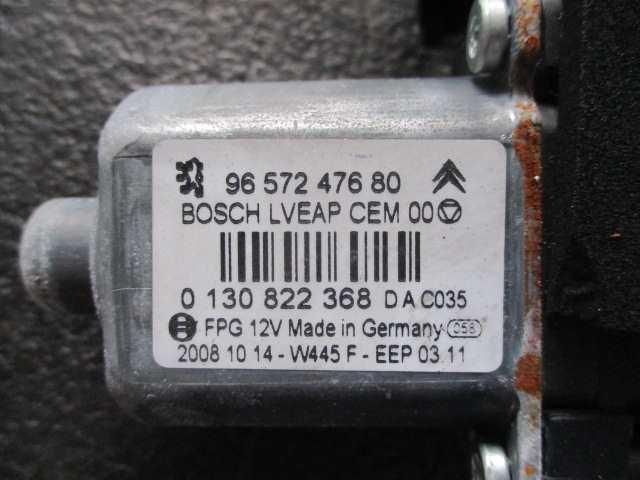 96 572 476 80
BOSCH LVEAP CEM 00
0 130 822 368 D A C035
FPG 12V Made in Germany 058
2008 10 14 - W445 F - EEP 03.11